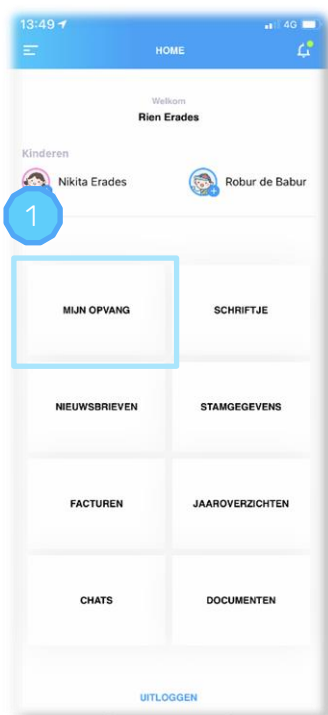 13:49 4G
HOME
Welkom
Rien Erades
Kinderen
Nikita Erades Robur de Babur
1
MIJN OPVANG SCHRIFTJE
NIEUWSBRIEVEN STAMGEGEVENS
FACTUREN JAAROVERZICHTEN
CHATS DOCUMENTEN
UITLOGGEN